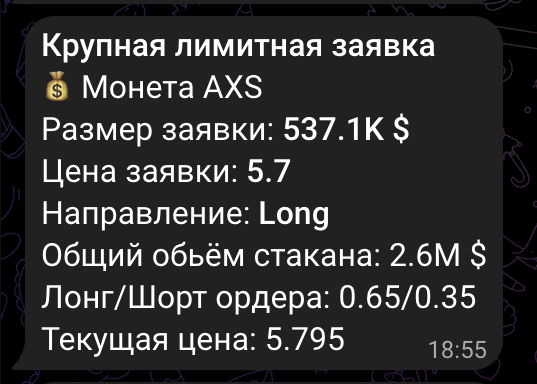 Крупная лимитная заявка
💰 Монета AXS
Размер заявки: 537.1K $
Цена заявки: 5.7
Направление: Long
Общий обьём стакана: 2.6M $
Лонг/Шорт ордера: 0.65/0.35
Текущая цена: 5.795
18:55